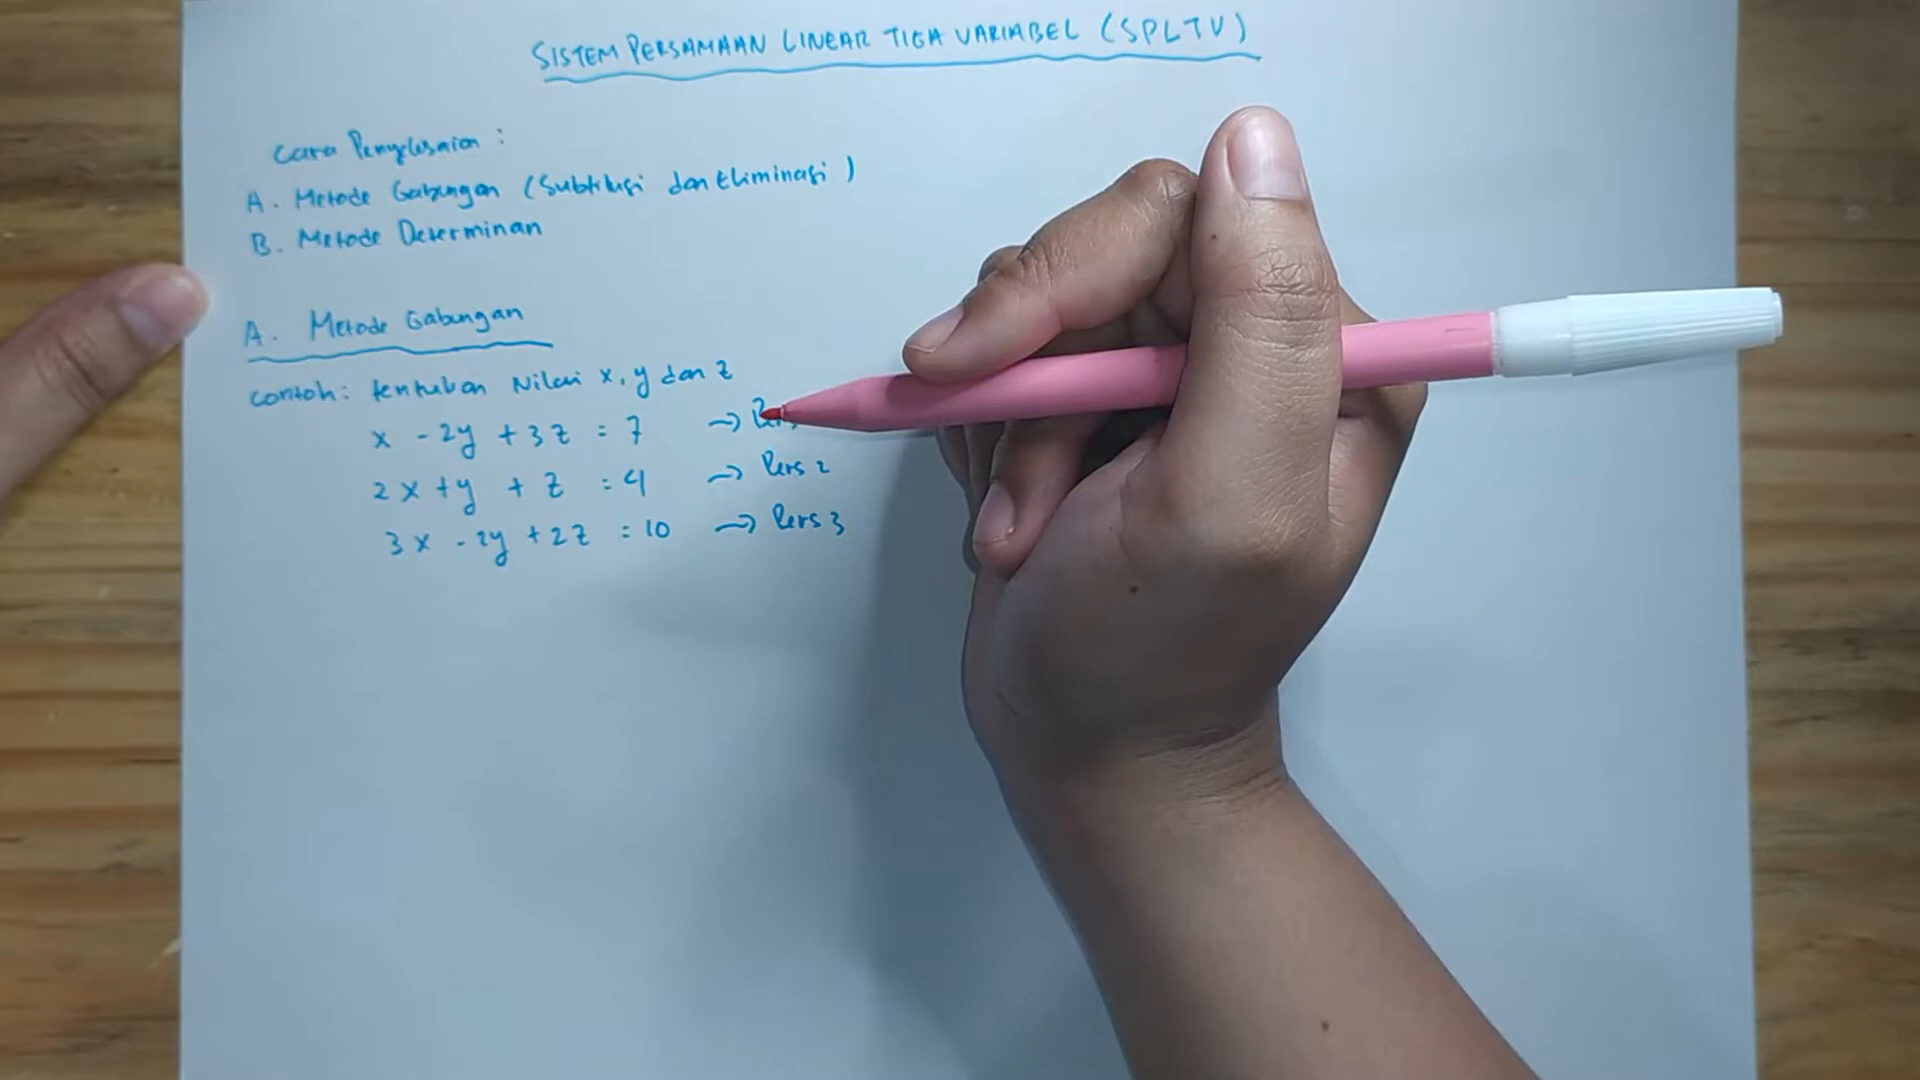 SISTEM PERSAMAAN LINEAR TIGA VARIABEL (SPLTV)
Cara Penyelesaian :
A. Metode Gabungan (Subtitusi dan Eliminasi)
B. Metode Determinan
A. Metode Gabungan
Contoh: tentukan Nilai x, y dan z
x - 2y + 3z = 7 → Pers
2x + y + z = 4 → Pers 2
3x - 2y + 2z = 10 → Pers 3